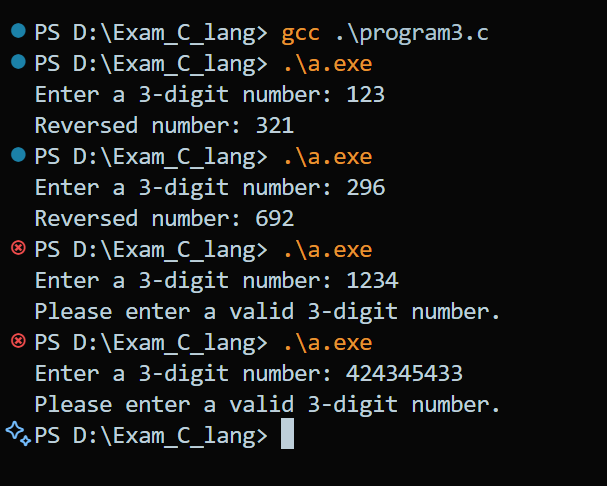 PS D:\Exam_C_lang> gcc .\program3.c
PS D:\Exam_C_lang> .\a.exe
Enter a 3-digit number: 123
Reversed number: 321
PS D:\Exam_C_lang> .\a.exe
Enter a 3-digit number: 296
Reversed number: 692
PS D:\Exam_C_lang> .\a.exe
Enter a 3-digit number: 1234
Please enter a valid 3-digit number.
PS D:\Exam_C_lang> .\a.exe
Enter a 3-digit number: 424345433
Please enter a valid 3-digit number.
PS D:\Exam_C_lang>